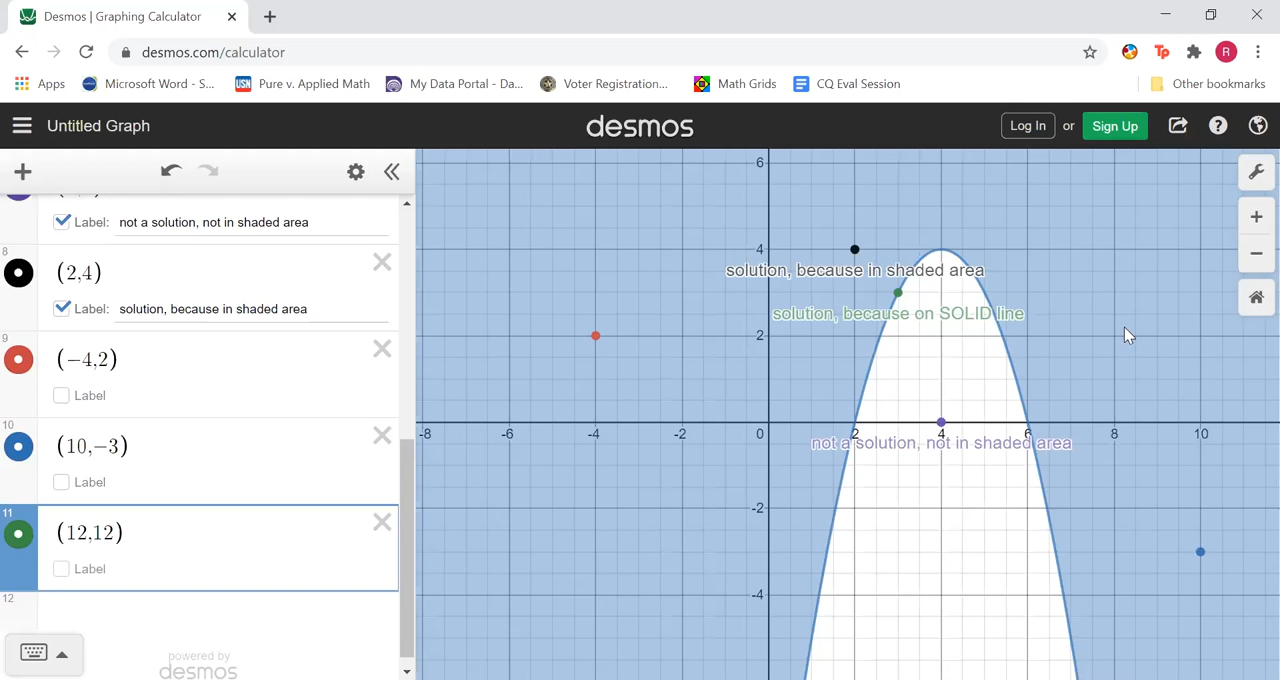 Desmos | Graphing Calculator
desmos.com/calculator
R
Apps Microsoft Word - S... USN Pure v. Applied Math My Data Portal - Da... Voter Registration... Math Grids CQ Eval Session Other bookmarks
Untitled Graph
desmos
Log In or Sign Up
Label: not a solution, not in shaded area
8
(2,4)
Label: solution, because in shaded area
9
(−4,2)
Label
10
(10,−3)
Label
11
(12,12)
Label
12
powered by
desmos
6
4
solution, because in shaded area
solution, because on SOLID line
2
-8 -6 -4 -2 0 2 4 6 8 10
not a solution, not in shaded area
-2
-4